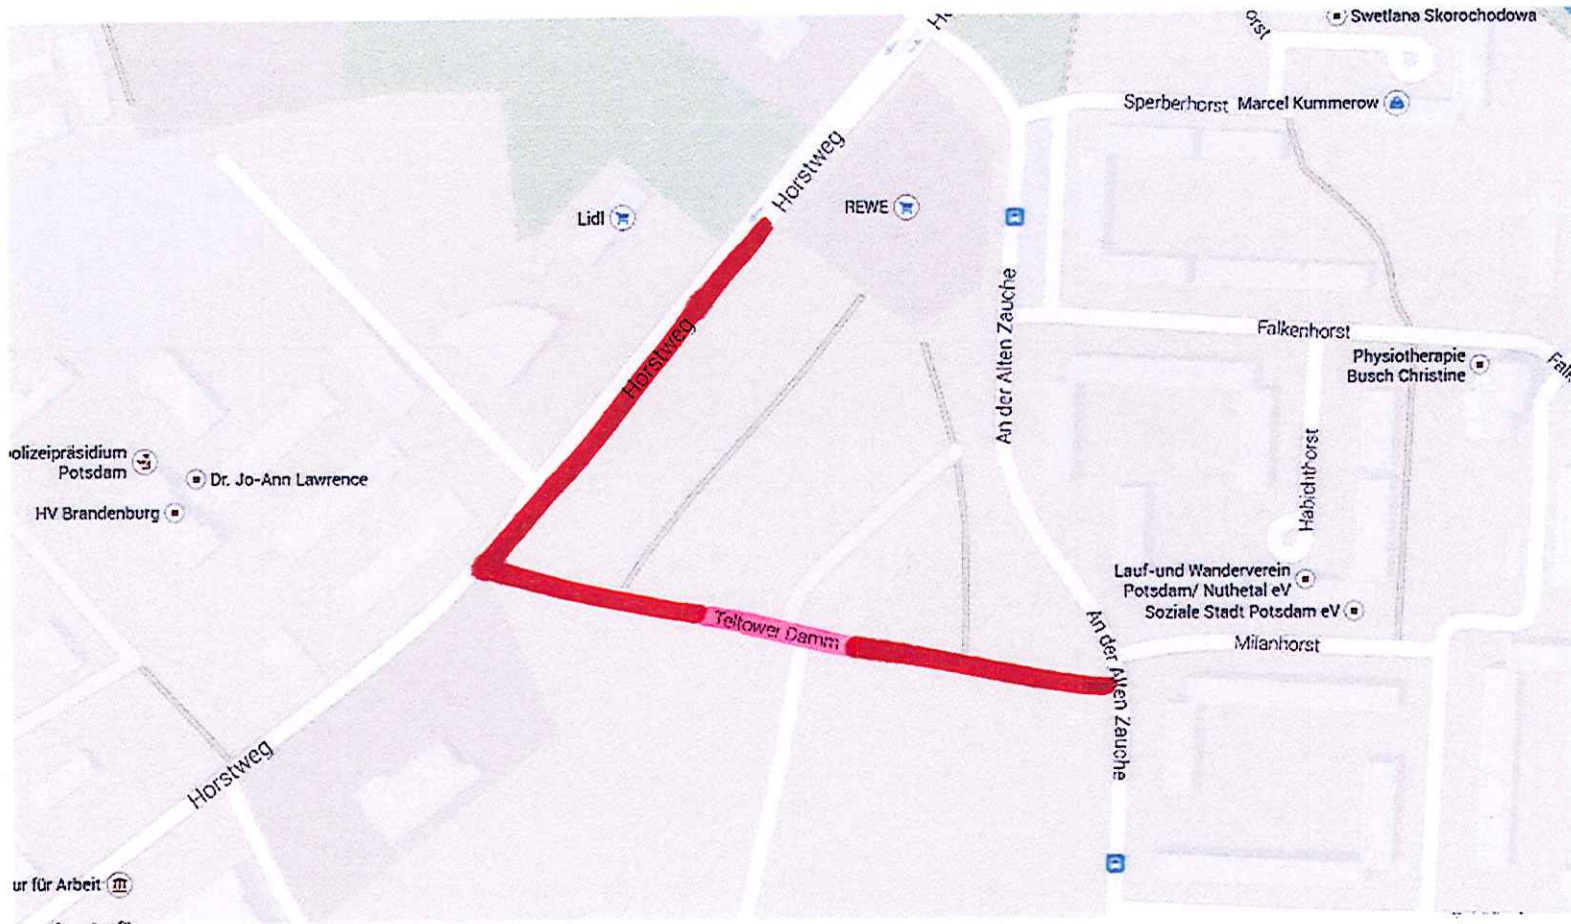 Swetlana Skorochodowa
orst
Sperberhorst
Marcel Kummerow
Horstweg
Lidl
REWE
An der Alten Zauche
Falkenhorst
Physiotherapie
Busch Christine
Horstweg
Habichthorst
olizeipräsidium
Potsdam
Dr. Jo-Ann Lawrence
HV Brandenburg
Lauf-und Wanderverein
Potsdam/ Nuthetal eV
Soziale Stadt Potsdam eV
Teltower Damm
Milanhorst
An der Alten Zauche
Horstweg
ur für Arbeit